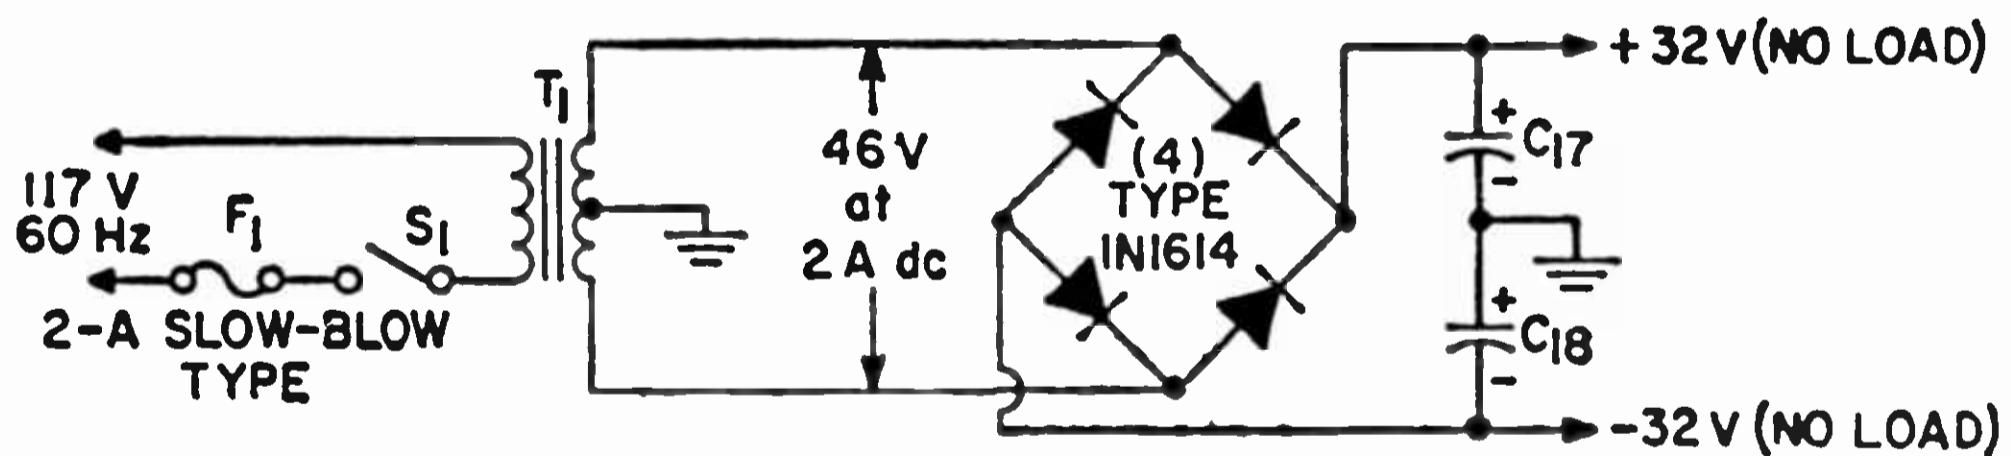 117 V
60 Hz
F1
S1
2-A SLOW-BLOW
TYPE
T1
46 V
at
2 A dc
(4)
TYPE
1N1614
+32 V (NO LOAD)
+
C17
-
+
C18
-
-32 V (NO LOAD)